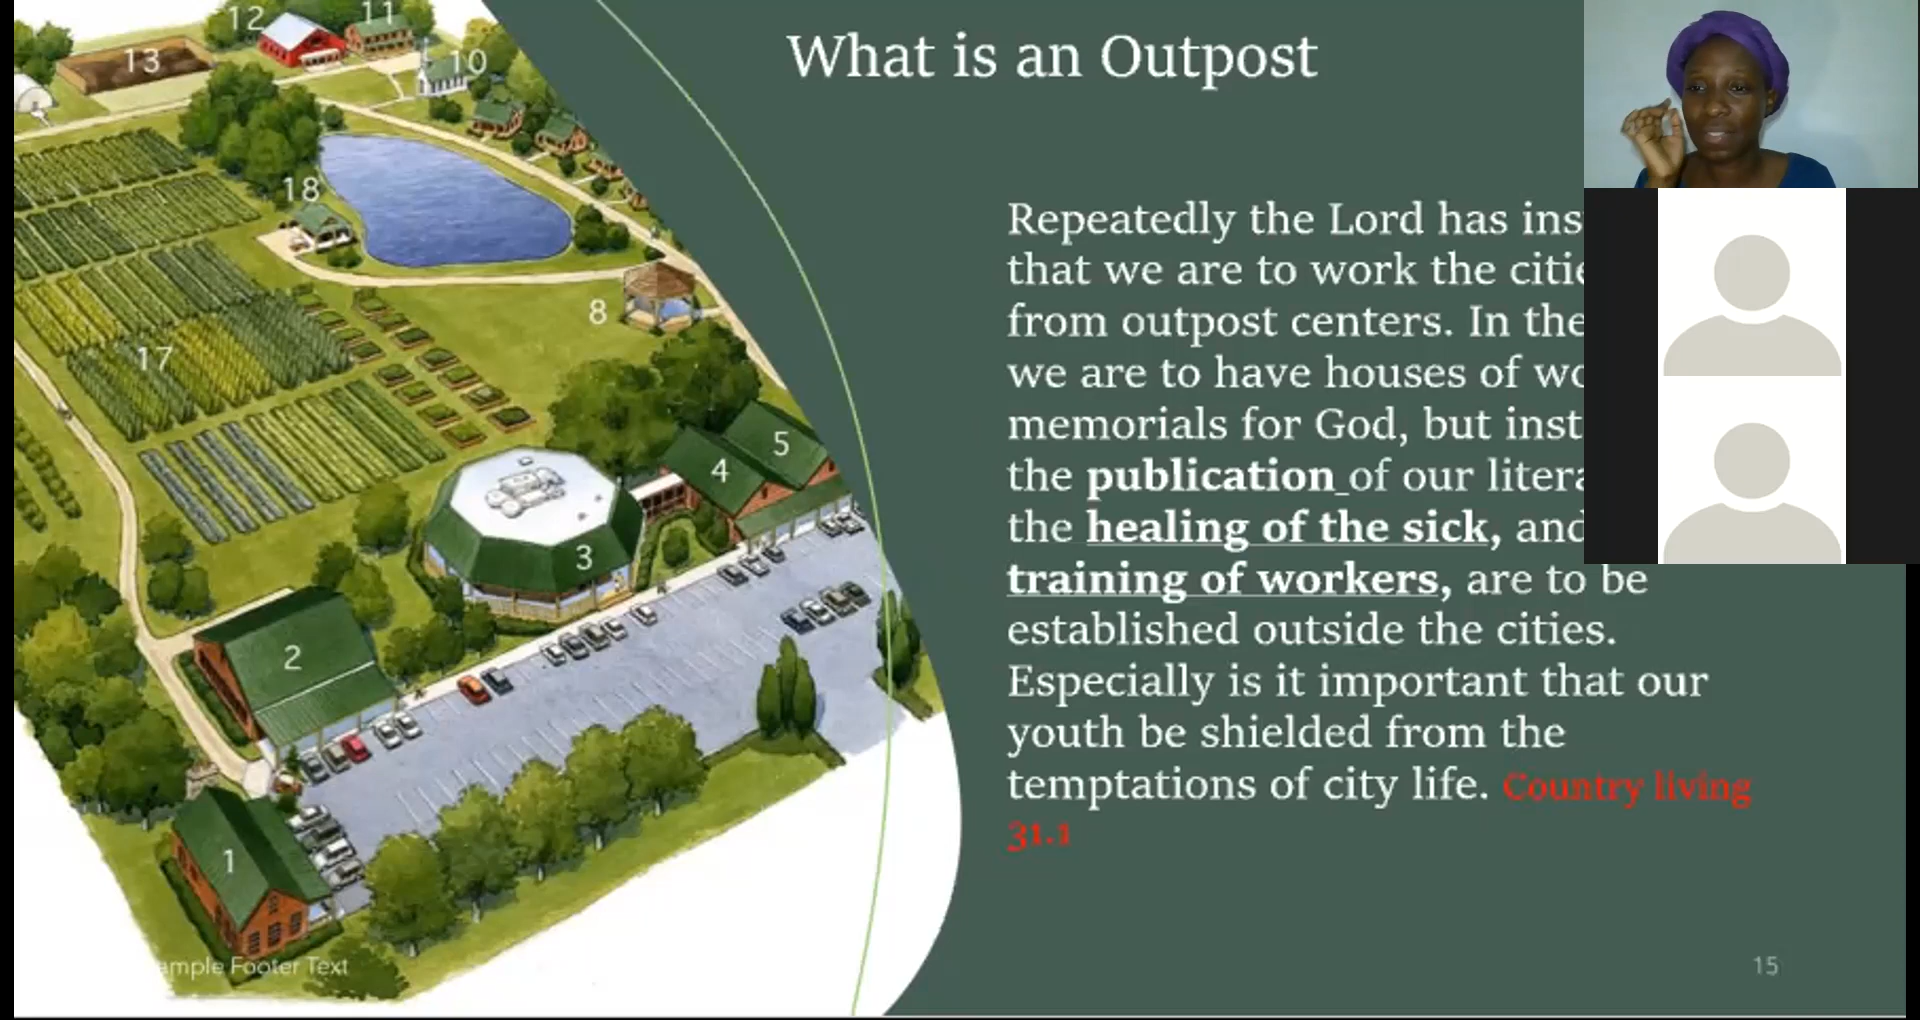 What is an Outpost
Repeatedly the Lord has ins
that we are to work the citie
from outpost centers. In the
we are to have houses of wo
memorials for God, but inst
the publication of our litera
the healing of the sick, and
training of workers, are to be
established outside the cities.
Especially is it important that our
youth be shielded from the
temptations of city life. Country living
31.1
12
11
13
10
18
8
17
5
4
3
2
1
ample Footer Text
15